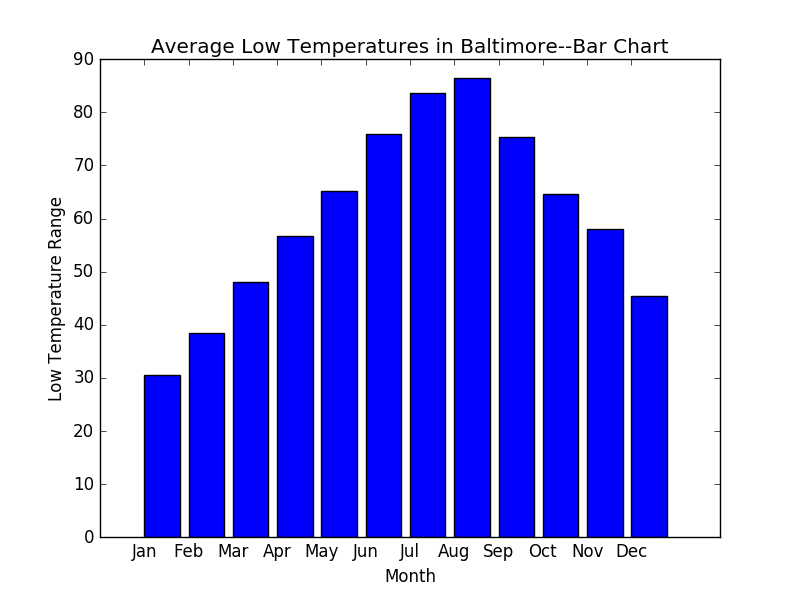 Average Low Temperatures in Baltimore--Bar Chart
90
80
70
60
50
40
30
20
10
0
Low Temperature Range
Jan Feb Mar Apr May Jun Jul Aug Sep Oct Nov Dec
Month